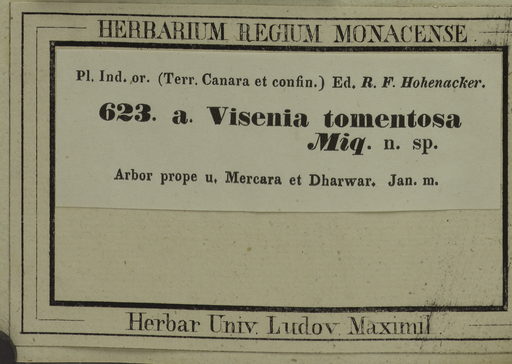 HERBARIUM REGIUM MONACENSE.
Pl. Ind. or. (Terr. Canara et confin.) Ed. R. F. Hohenacker.
623. a. Visenia tomentosa
Miq. n. sp.
Arbor prope u. Mercara et Dharwar. Jan. m.
Herbar Univ. Ludov. Maximil.